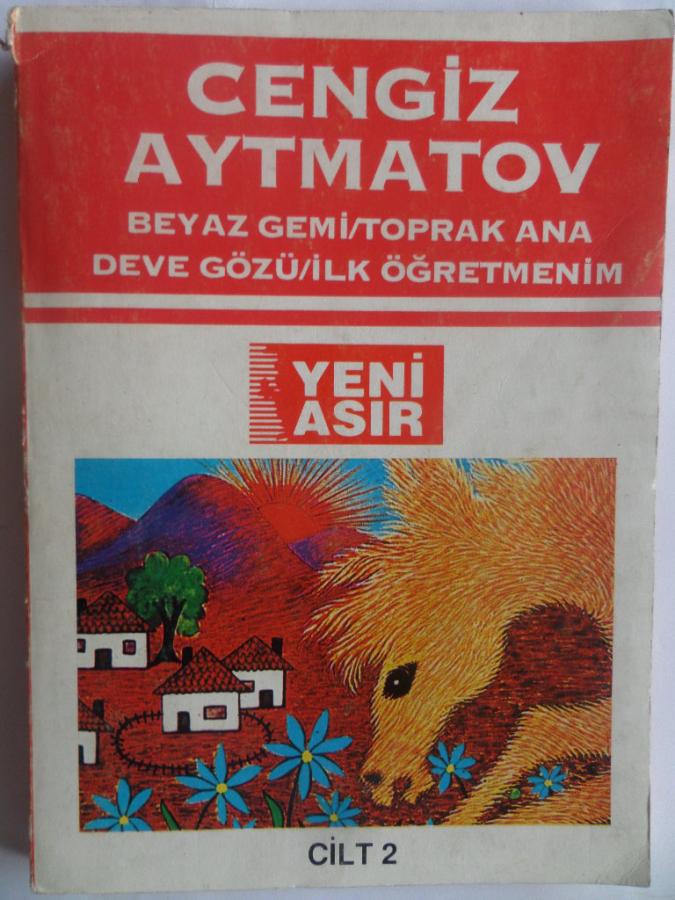 CENGİZ
AYTMATOV
BEYAZ GEMİ/TOPRAK ANA
DEVE GÖZÜ/İLK ÖĞRETMENİM
YENİ
ASIR
CİLT 2